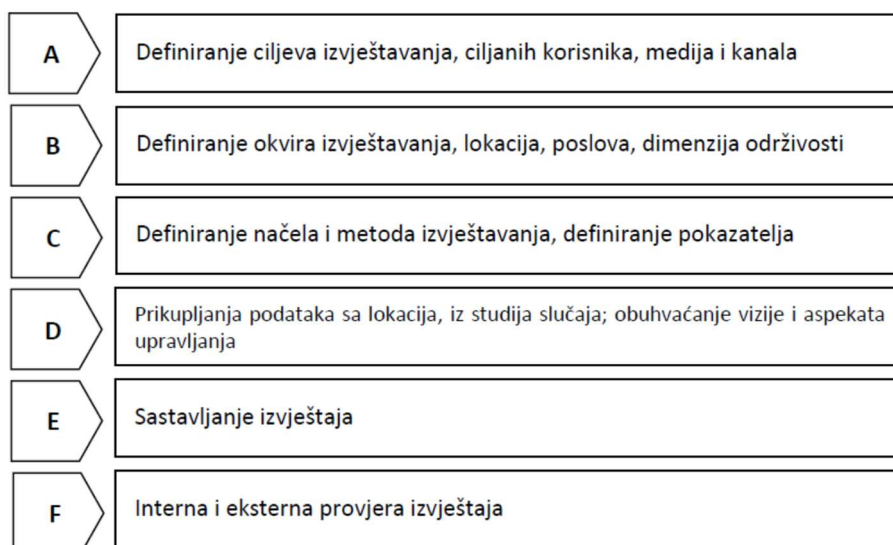 A
Definiranje ciljeva izvještavanja, ciljanih korisnika, medija i kanala
B
Definiranje okvira izvještavanja, lokacija, poslova, dimenzija održivosti
C
Definiranje načela i metoda izvještavanja, definiranje pokazatelja
D
Prikupljanja podataka sa lokacija, iz studija slučaja; obuhvaćanje vizije i aspekata
upravljanja
E
Sastavljanje izvještaja
F
Interna i eksterna provjera izvještaja